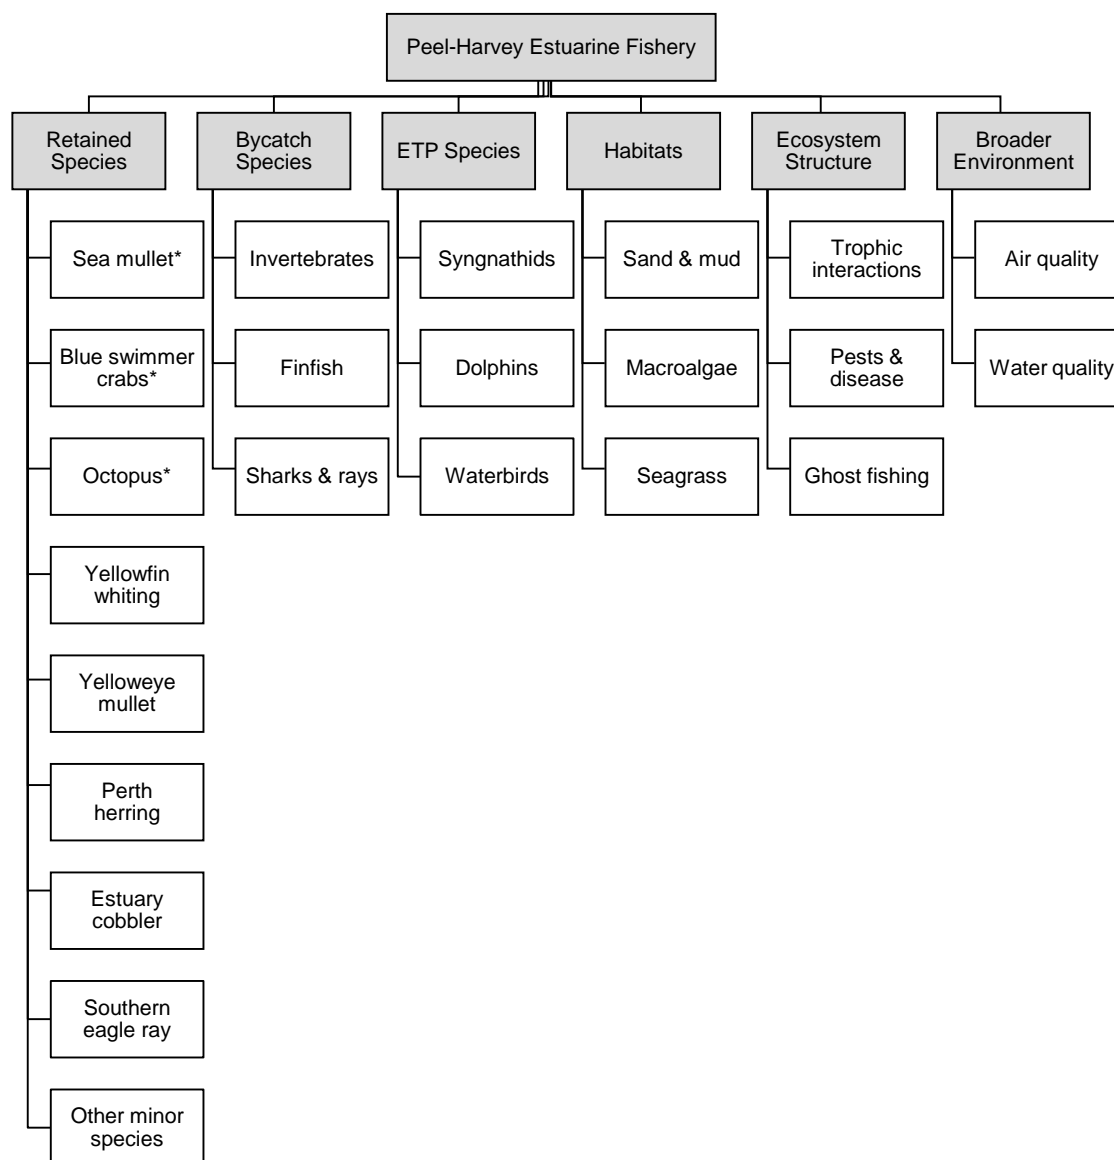 Peel-Harvey Estuarine Fishery
Retained
Species
Bycatch
Species
ETP Species
Habitats
Ecosystem
Structure
Broader
Environment
Sea mullet*
Invertebrates
Syngnathids
Sand & mud
Trophic
interactions
Air quality
Blue swimmer
crabs*
Finfish
Dolphins
Macroalgae
Pests &
disease
Water quality
Octopus*
Sharks & rays
Waterbirds
Seagrass
Ghost fishing
Yellowfin
whiting
Yelloweye
mullet
Perth
herring
Estuary
cobbler
Southern
eagle ray
Other minor
species